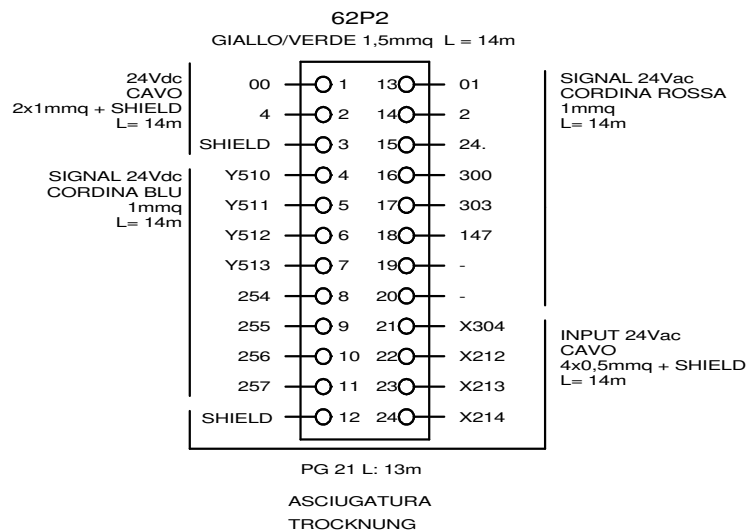 62P2
GIALLO/VERDE 1,5mmq L = 14m
24Vdc
CAVO
2x1mmq + SHIELD
L= 14m
SIGNAL 24Vdc
CORDINA BLU
1mmq
L= 14m
00 1 13 01
4 2 14 2
SHIELD 3 15 24.
Y510 4 16 300
Y511 5 17 303
Y512 6 18 147
Y513 7 19 -
254 8 20 -
255 9 21 X304
256 10 22 X212
257 11 23 X213
SHIELD 12 24 X214
SIGNAL 24Vac
CORDINA ROSSA
1mmq
L= 14m
INPUT 24Vac
CAVO
4x0,5mmq + SHIELD
L= 14m
PG 21 L: 13m
ASCIUGATURA
TROCKNUNG